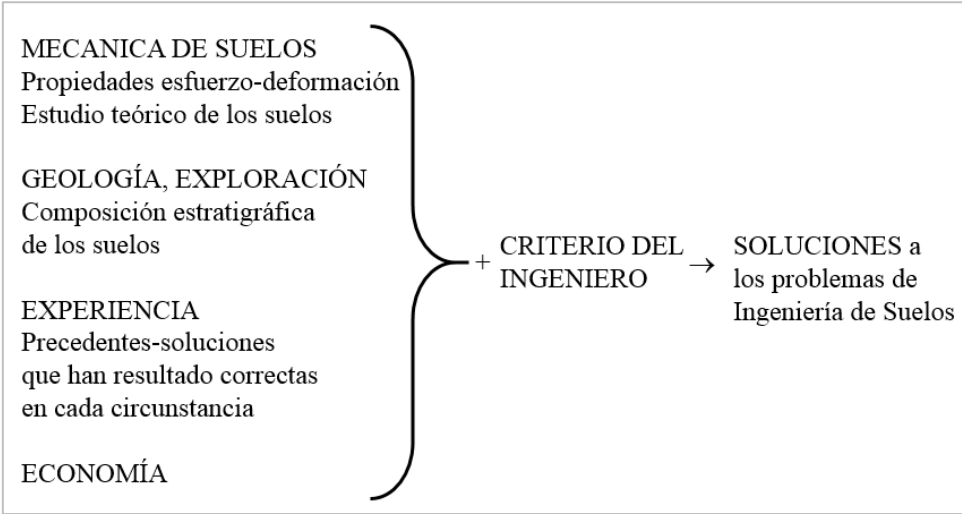 MECANICA DE SUELOS
Propiedades esfuerzo-deformación
Estudio teórico de los suelos
GEOLOGÍA, EXPLORACIÓN
Composición estratigráfica
de los suelos
EXPERIENCIA
Precedentes-soluciones
que han resultado correctas
en cada circunstancia
ECONOMÍA
+ CRITERIO DEL
INGENIERO
→
SOLUCIONES a
los problemas de
Ingeniería de Suelos